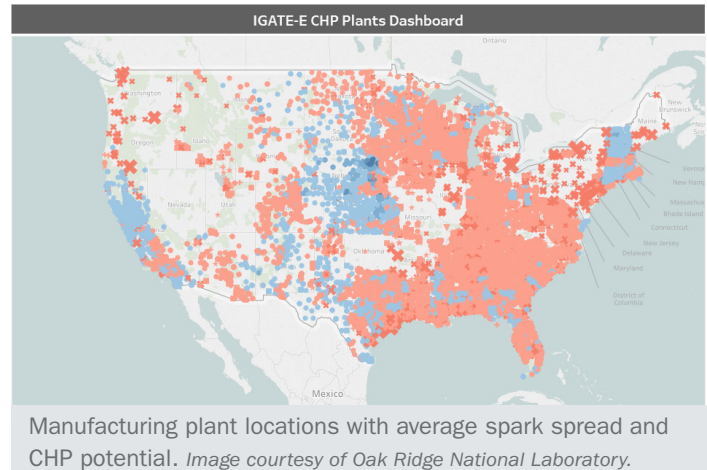 IGATE-E CHP Plants Dashboard
Ontario
Washington
New
Brunswick
Maine
Oregon
Idaho
Vermont
New Hamp
Massachus
Rhode Island
Connecticut
New Jersey
Delaware
Maryland
District of
Columbia
Nevada
Utah
Missouri
Oklahoma
Mexico
Manufacturing plant locations with average spark spread and
CHP potential. Image courtesy of Oak Ridge National Laboratory.